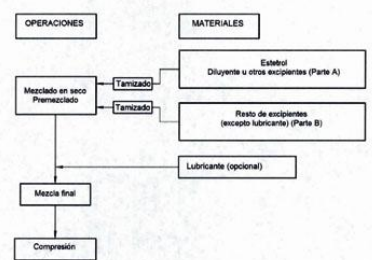 OPERACIONES
MATERIALES
Estetrol
Diluyente u otros excipientes (Parte A)
Tamizado
Mezclado en seco
Premezclado
Tamizado
Resto de excipientes
(excepto lubricante) (Parte B)
Lubricante (opcional)
Mezcla final
Compresión